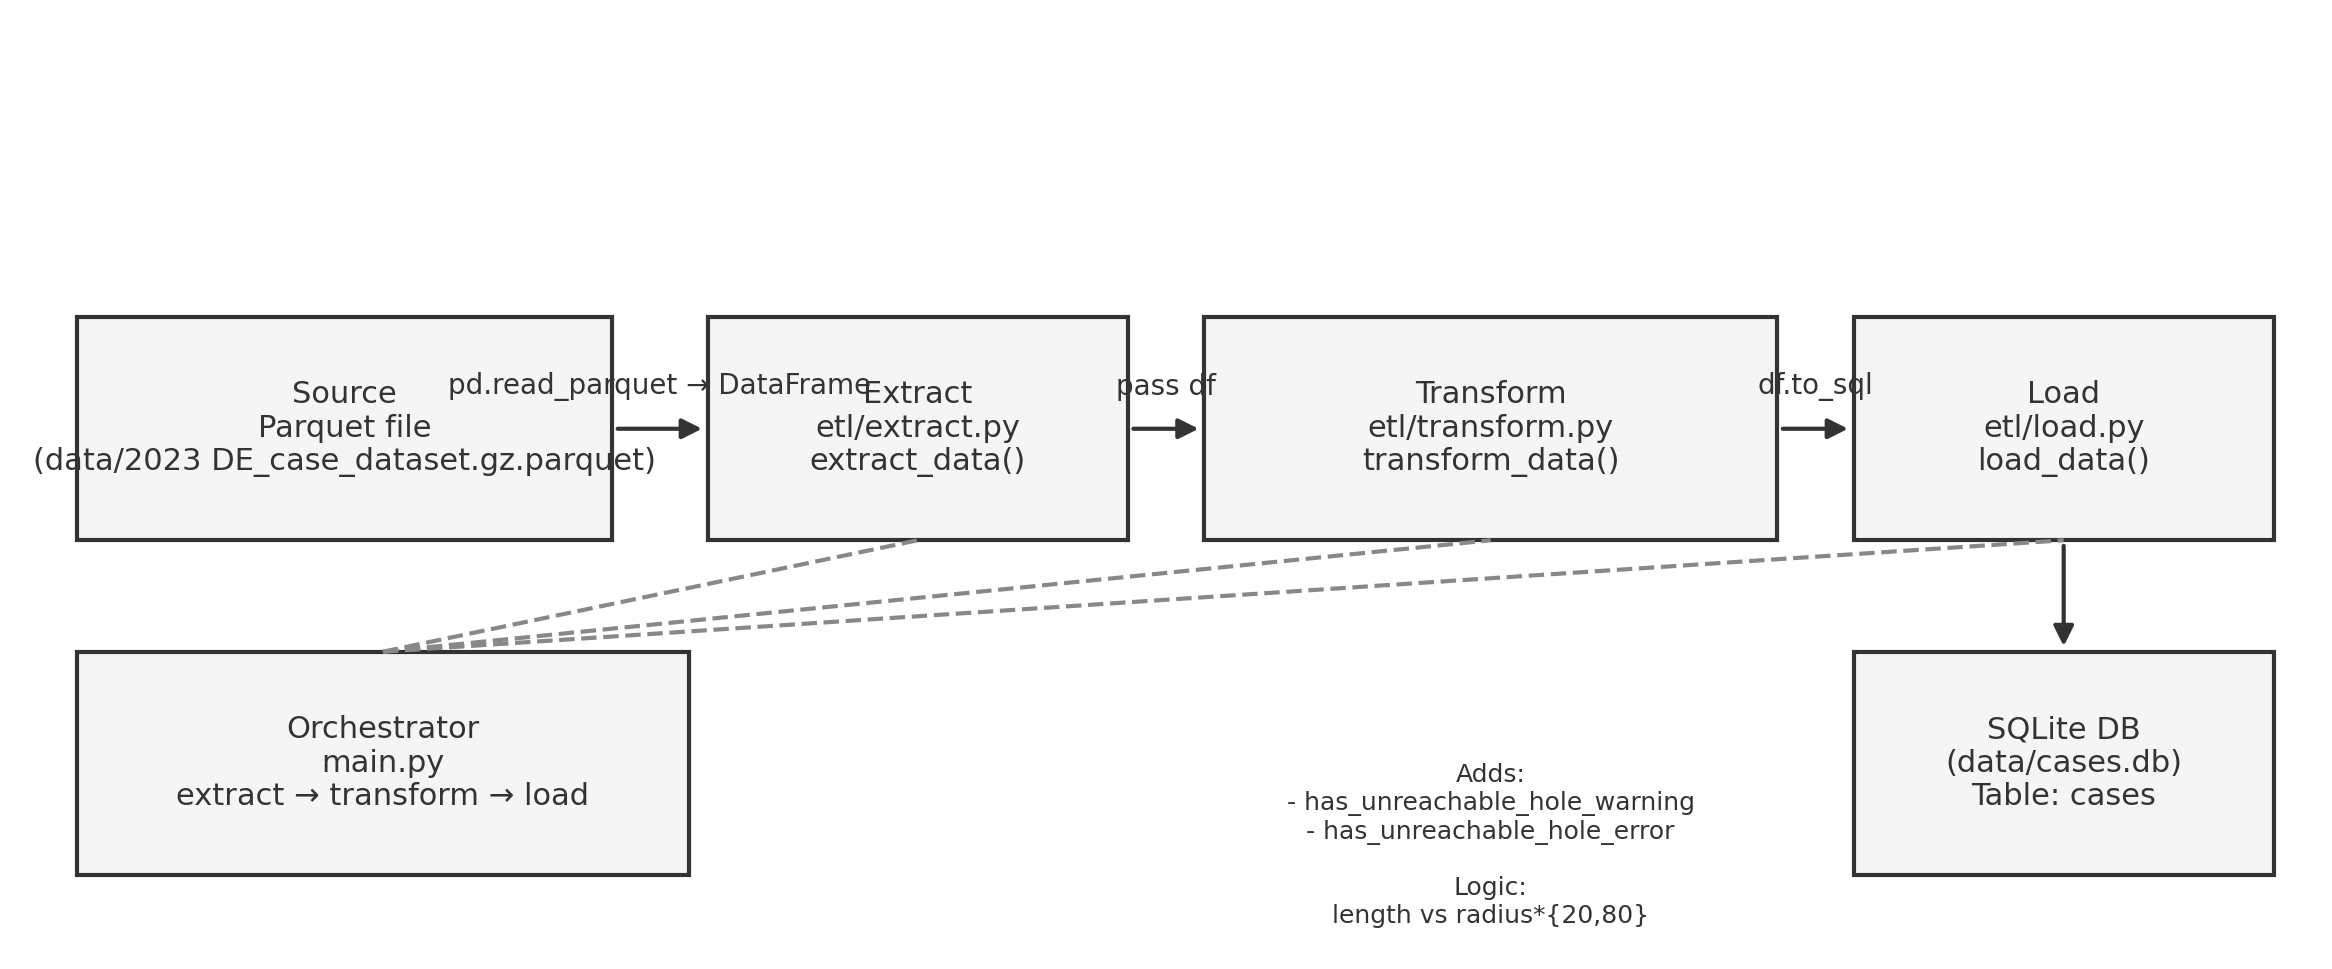 Source
Parquet file
(data/2023 DE_case_dataset.gz.parquet)
pd.read_parquet → DataFrame
Extract
etl/extract.py
extract_data()
pass df
Transform
etl/transform.py
transform_data()
df.to_sql
Load
etl/load.py
load_data()
Orchestrator
main.py
extract → transform → load
Adds:
- has_unreachable_hole_warning
- has_unreachable_hole_error
Logic:
length vs radius*{20,80}
SQLite DB
(data/cases.db)
Table: cases